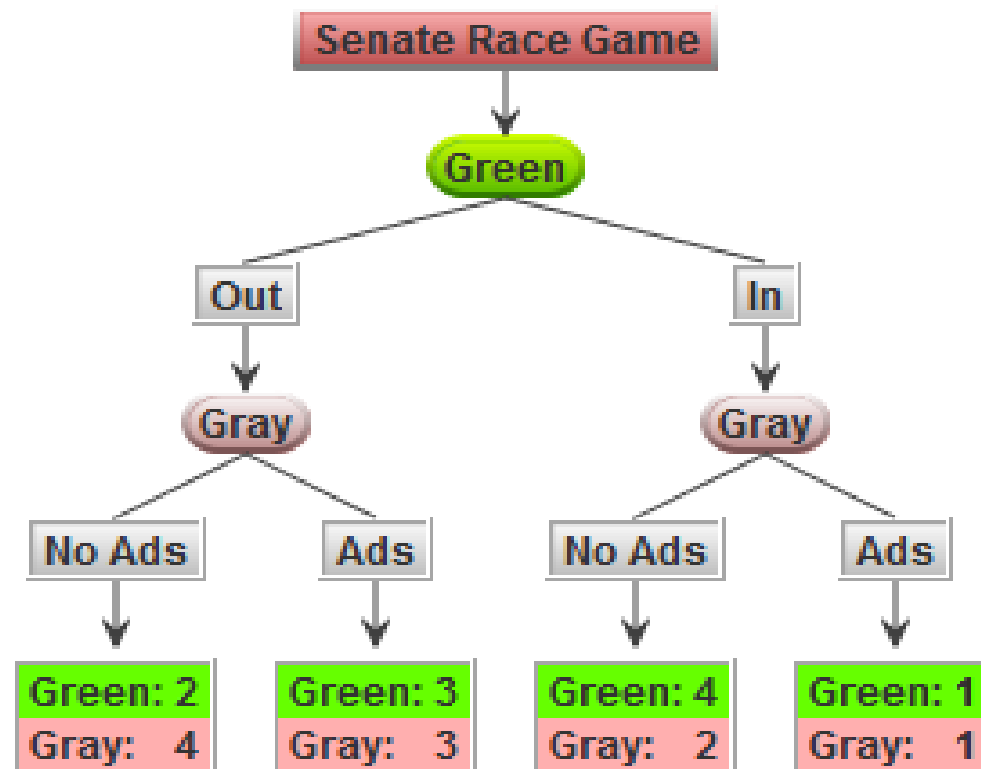 Senate Race Game
Green
Out
In
Gray
Gray
No Ads
Ads
No Ads
Ads
Green: 2
Gray: 4
Green: 3
Gray: 3
Green: 4
Gray: 2
Green: 1
Gray: 1